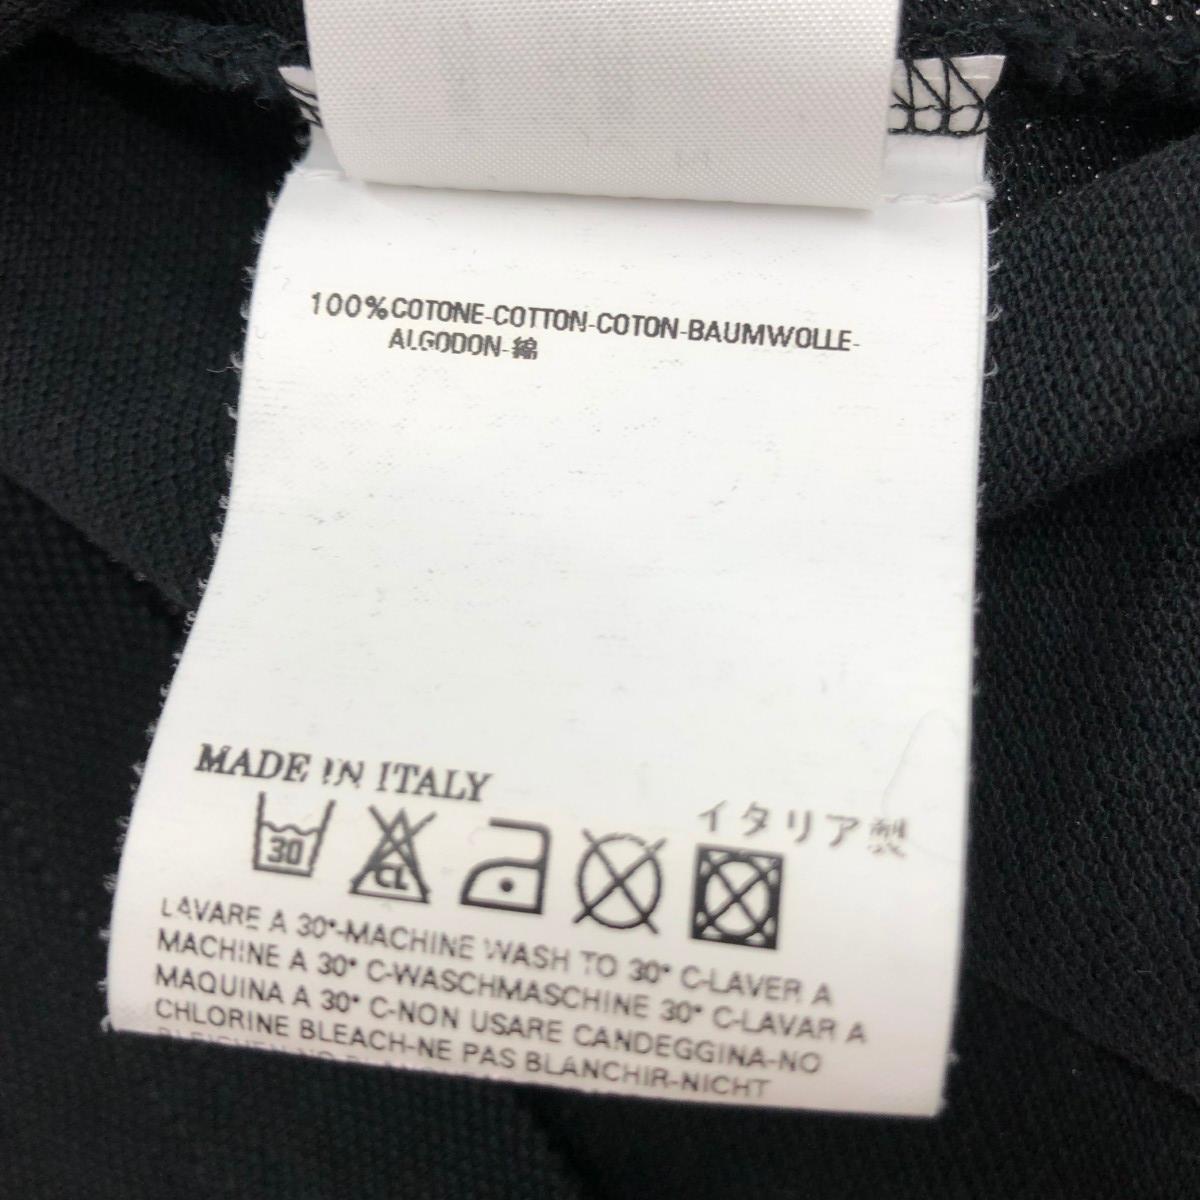 100%COTONE-COTTON-COTON-BAUMWOLLE-
ALGODON-綿
MADE IN ITALY
イタリア製
30
CL
LAVARE A 30°-MACHINE WASH TO 30° C-LAVER A
MACHINE A 30° C-WASCHMASCHINE 30° C-LAVAR A
MAQUINA A 30° C-NON USARE CANDEGGINA-NO
CHLORINE BLEACH-NE PAS BLANCHIR-NICHT